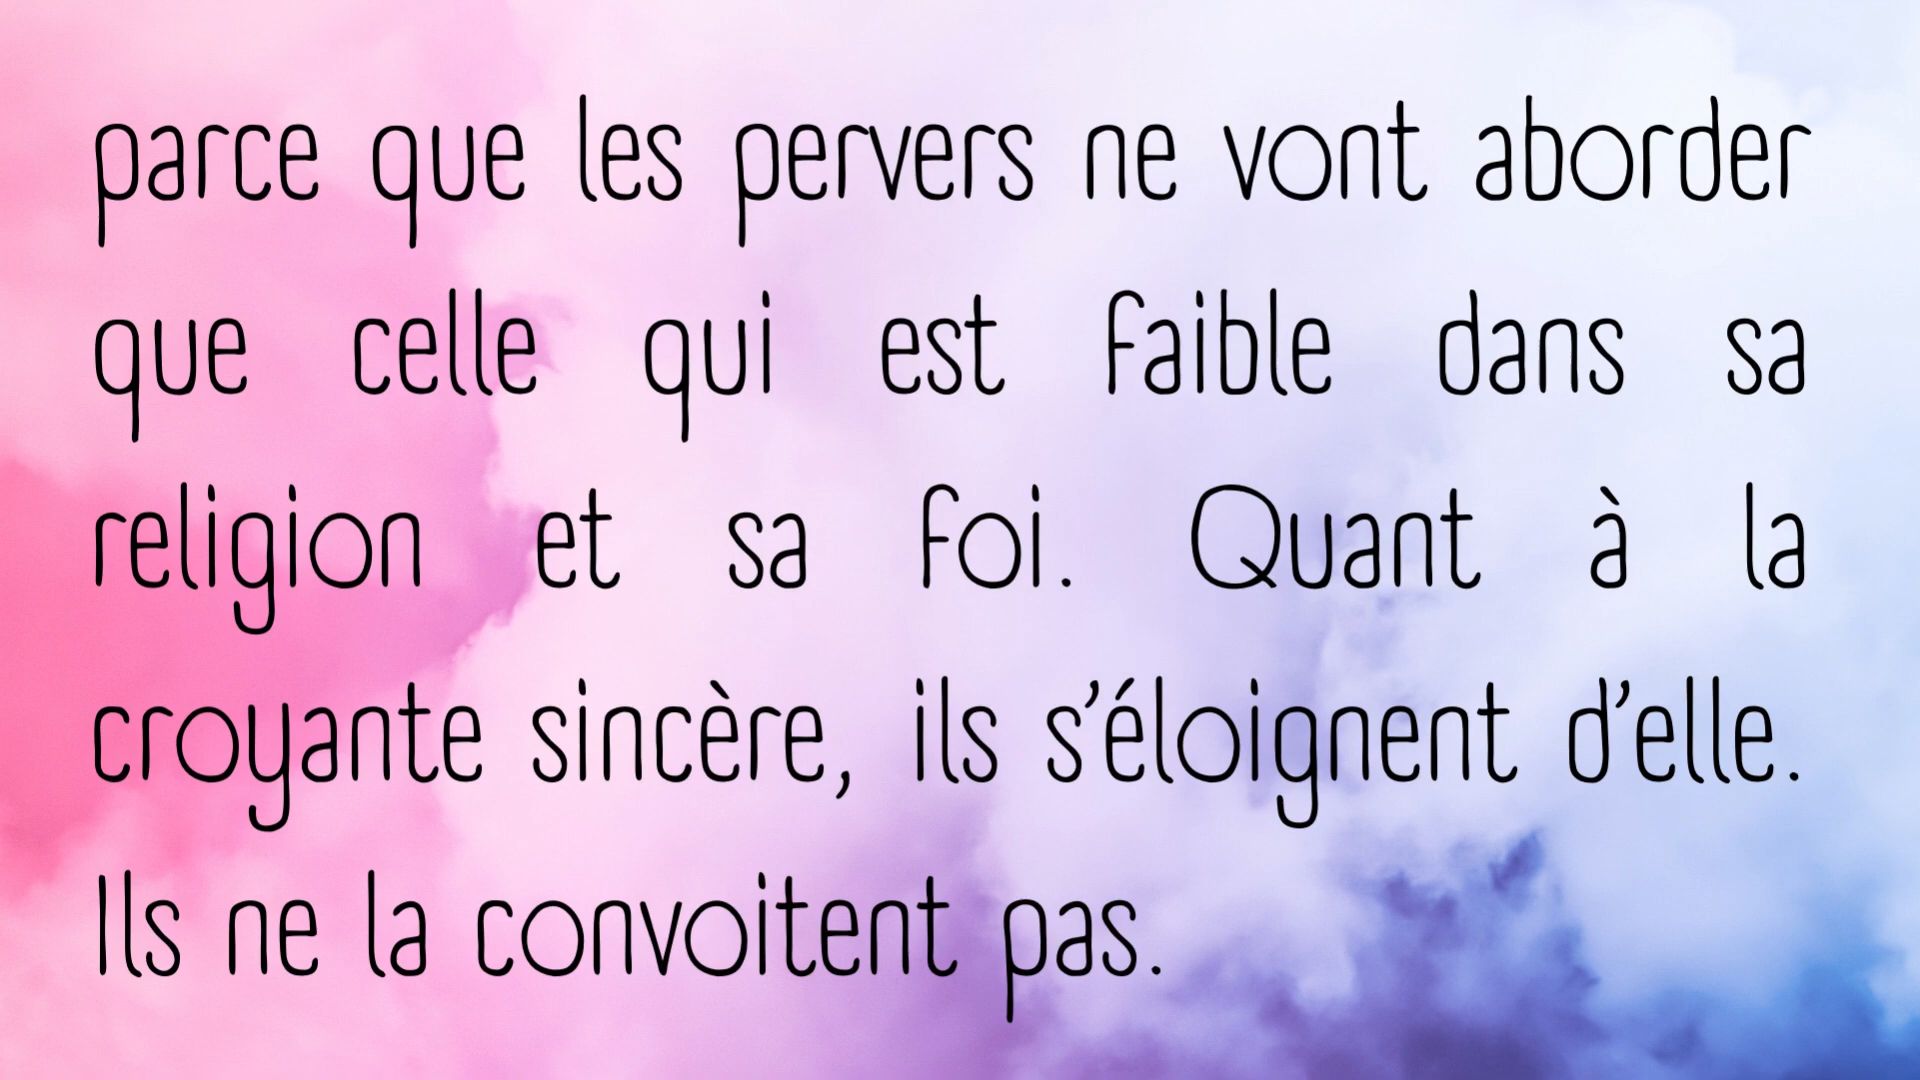 parce que les pervers ne vont aborder
que celle qui est faible dans sa
religion et sa foi. Quant à la
croyante sincère, ils s’éloignent d’elle.
Ils ne la convoitent pas.